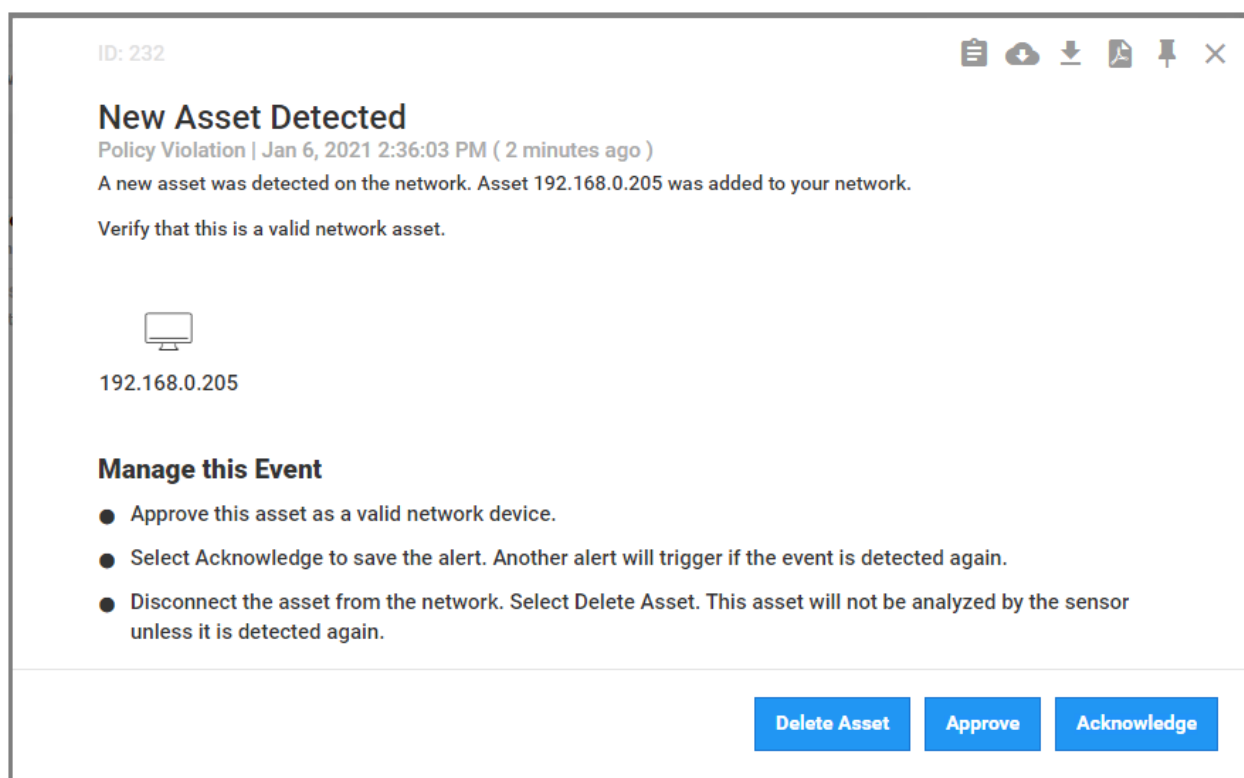 ID: 232
New Asset Detected
Policy Violation | Jan 6, 2021 2:36:03 PM ( 2 minutes ago )
A new asset was detected on the network. Asset 192.168.0.205 was added to your network.
Verify that this is a valid network asset.
192.168.0.205
Manage this Event
● Approve this asset as a valid network device.
● Select Acknowledge to save the alert. Another alert will trigger if the event is detected again.
● Disconnect the asset from the network. Select Delete Asset. This asset will not be analyzed by the sensor
unless it is detected again.
Delete Asset Approve Acknowledge